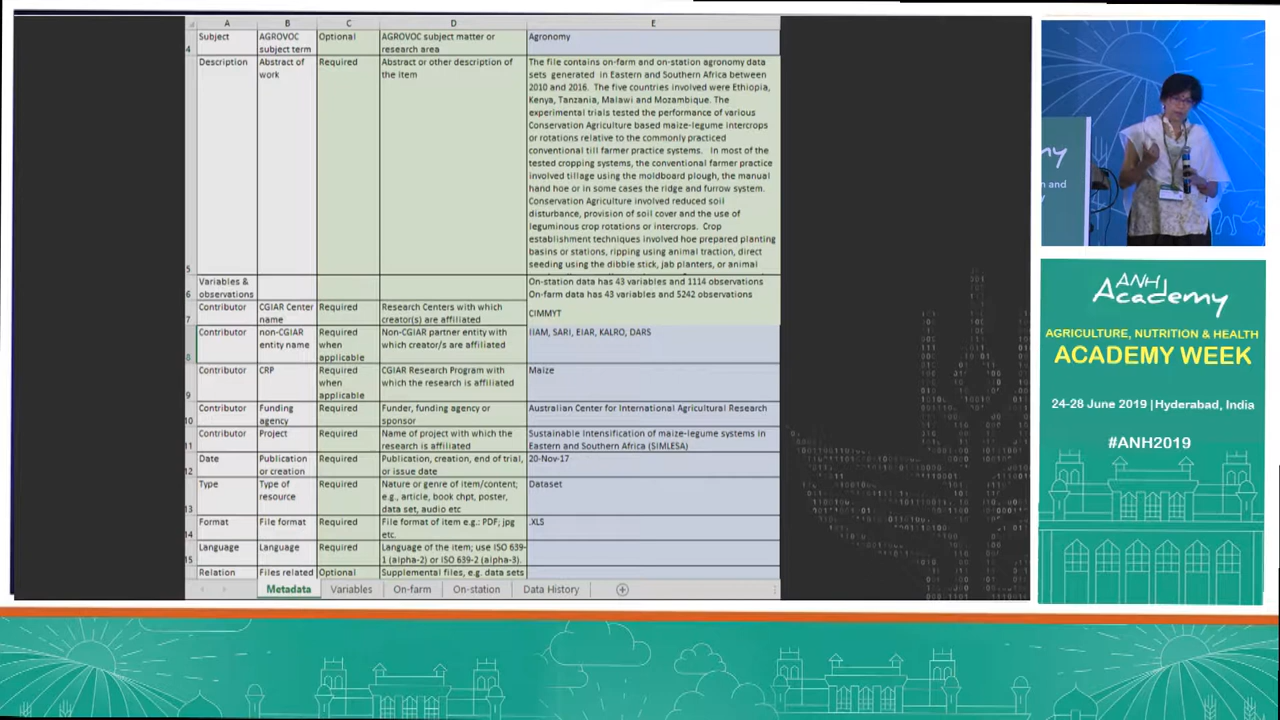 A B C D E
4 Subject AGROVOC subject term Optional AGROVOC subject matter or research area Agronomy
5 Description Abstract of work Required Abstract or other description of the item
The file contains on-farm and on-station agronomy data
sets generated in Eastern and Southern Africa between
2010 and 2016. The five countries involved were Ethiopia,
Kenya, Tanzania, Malawi and Mozambique. The
experimental trials tested the performance of various
Conservation Agriculture based maize-legume intercrops
or rotations relative to the commonly practiced
conventional till farmer practice systems. In most of the
tested cropping systems, the conventional farmer practice
involved tillage using the moldboard plough, the manual
hand hoe or in some cases the ridge and furrow system.
Conservation Agriculture involved reduced soil
disturbance, provision of soil cover and the use of
leguminous crop rotations or intercrops. Crop
establishment techniques involved hoe prepared planting
basins or stations, ripping using animal traction, direct
seeding using the dibble stick, jab planters, or animal
6 Variables & observations On-station data has 43 variables and 1114 observations
On-farm data has 43 variables and 5242 observations
7 Contributor CGIAR Center name Required Research Centers with which creator(s) are affiliated CIMMYT
8 Contributor non-CGIAR entity name Required when applicable Non-CGIAR partner entity with which creator/s are affiliated IIAM, SARI, EIAR, KALRO, DARS
9 Contributor CRP Required when applicable CGIAR Research Program with which the research is affiliated Maize
10 Contributor Funding agency Required Funder, funding agency or sponsor Australian Center for International Agricultural Research
11 Contributor Project Required Name of project with which the research is affiliated Sustainable Intensification of maize-legume systems in Eastern and Southern Africa (SIMLESA)
12 Date Publication or creation Required Publication, creation, end of trial, or issue date 20-Nov-17
13 Type Type of resource Required Nature or genre of item/content; e.g., article, book chpt, poster, data set, audio etc Dataset
14 Format File format Required File format of item e.g.: PDF; jpg etc. .XLS
15 Language Language Required Language of the item; use ISO 639-1 (alpha-2) or ISO 639-2 (alpha-3).
Relation Files related Optional Supplemental files, e.g. data sets
Metadata Variables On-farm On-station Data History
ANH
Academy
AGRICULTURE, NUTRITION & HEALTH
ACADEMY WEEK
24-28 June 2019 | Hyderabad, India
#ANH2019